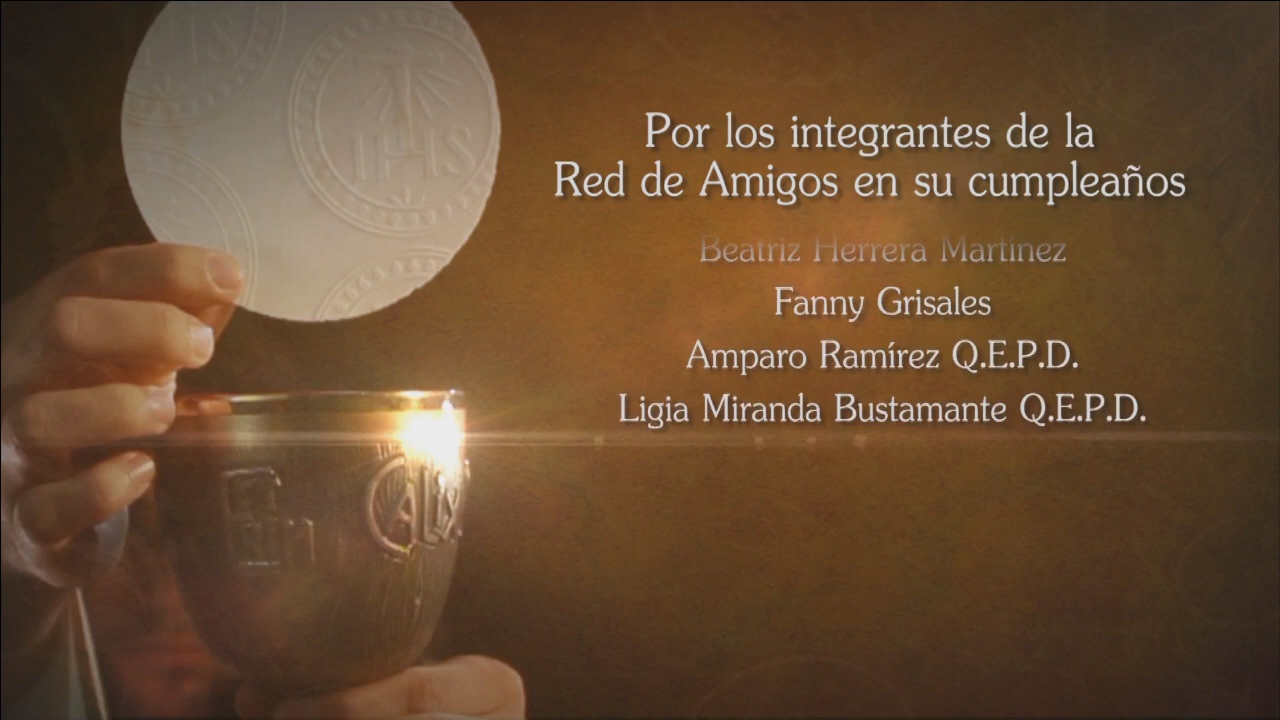 IHS
Por los integrantes de la
Red de Amigos en su cumpleaños
Beatriz Herrera Martínez
Fanny Grisales
Amparo Ramírez Q.E.P.D.
Ligia Miranda Bustamante Q.E.P.D.
CALIX